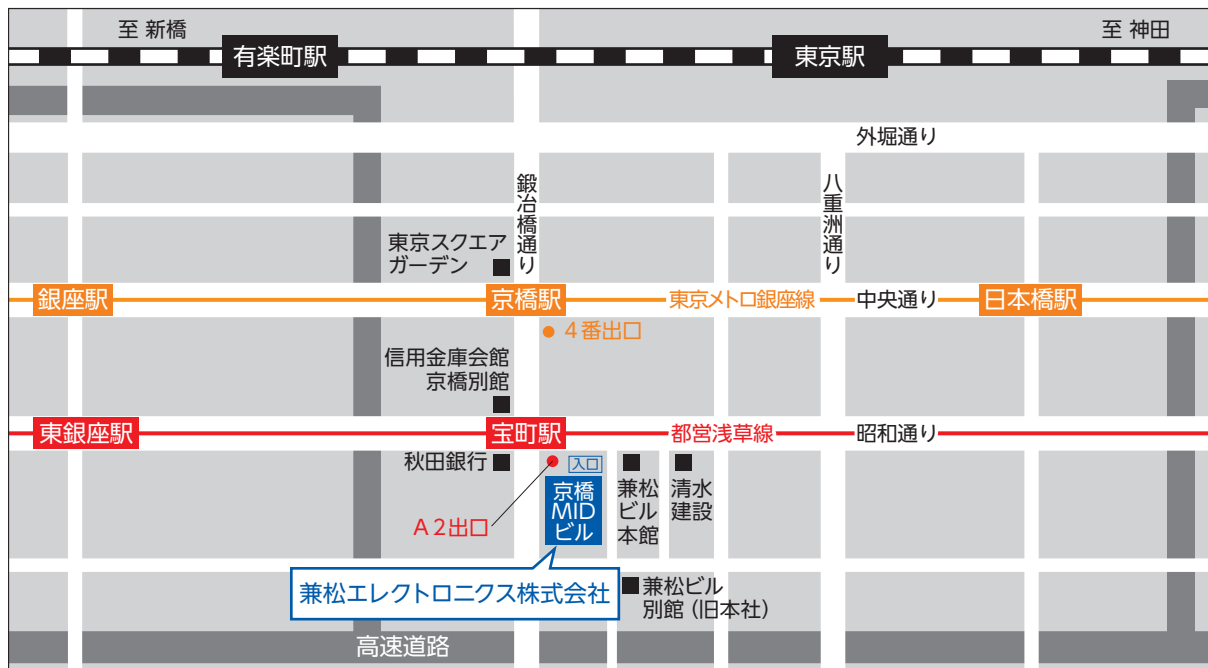 至 新橋
至 神田
有楽町駅
東京駅
外堀通り
鍛冶橋通り
八重洲通り
東京スクエア
ガーデン
銀座駅
京橋駅
東京メトロ銀座線
中央通り
日本橋駅
4番出口
信用金庫会館
京橋別館
東銀座駅
宝町駅
都営浅草線
昭和通り
秋田銀行
入口
京橋
MID
ビル
兼松
ビル
本館
清水
建設
A2出口
兼松エレクトロニクス株式会社
兼松ビル
別館(旧本社)
高速道路